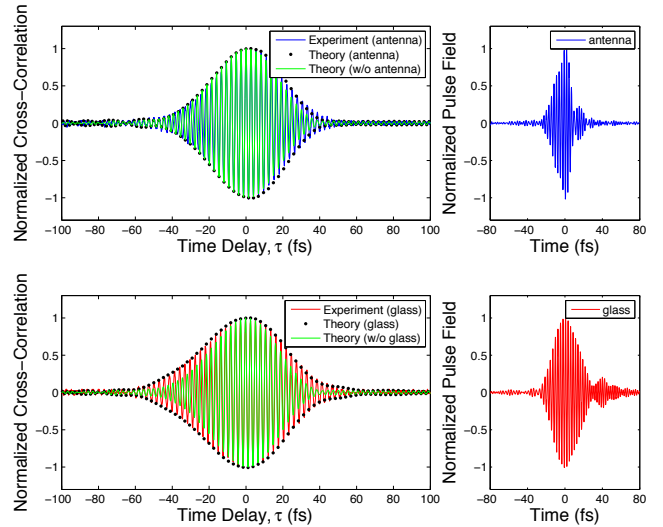 Normalized Cross−Correlation
1
0.5
0
−0.5
−1
Experiment (antenna)
Theory (antenna)
Theory (w/o antenna)
−100 −80 −60 −40 −20 0 20 40 60 80 100
Time Delay, τ (fs)
Normalized Pulse Field
1
0.5
0
−0.5
−1
antenna
−80 −40 0 40 80
Time (fs)
Normalized Cross−Correlation
1
0.5
0
−0.5
−1
Experiment (glass)
Theory (glass)
Theory (w/o glass)
−100 −80 −60 −40 −20 0 20 40 60 80 100
Time Delay, τ (fs)
Normalized Pulse Field
1
0.5
0
−0.5
−1
glass
−80 −40 0 40 80
Time (fs)